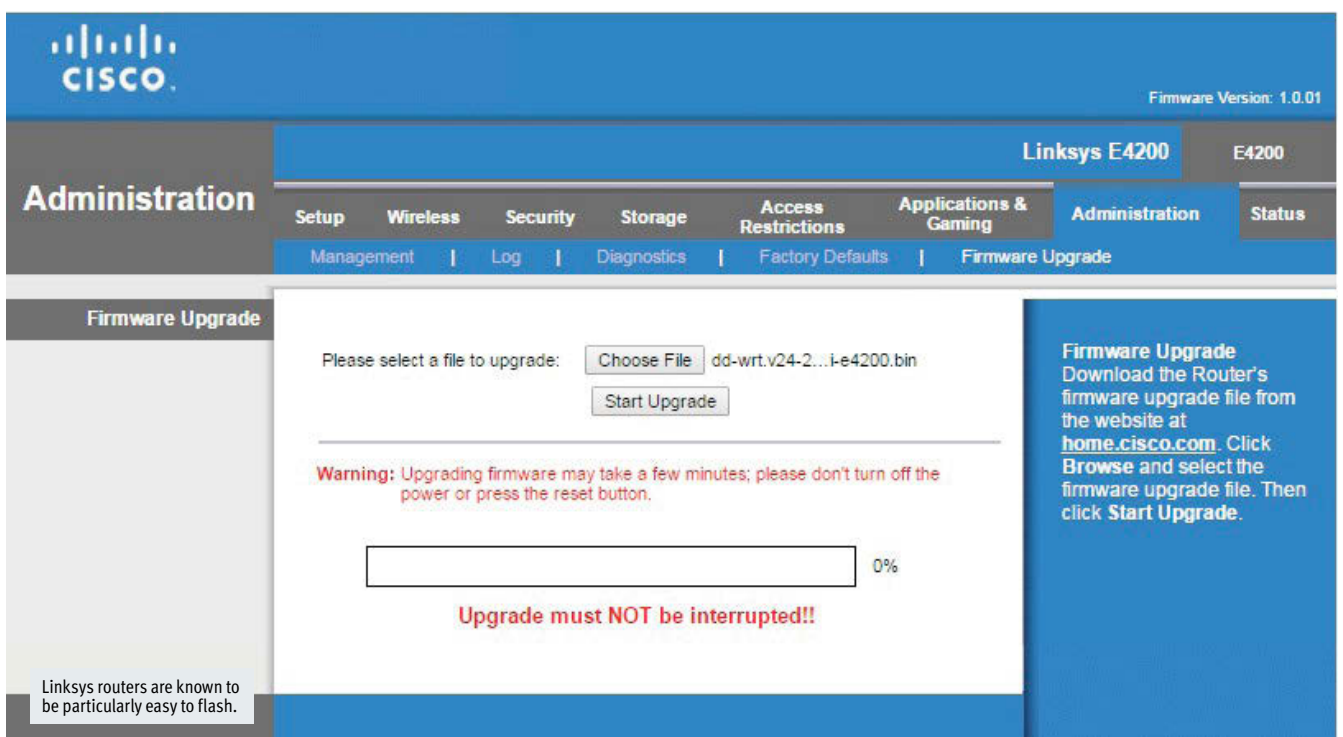 CISCO.
Firmware Version: 1.0.01
Linksys E4200
E4200
Administration
Setup
Wireless
Security
Storage
Access
Restrictions
Applications &
Gaming
Administration
Status
Management | Log | Diagnostics | Factory Defaults | Firmware Upgrade
Firmware Upgrade
Please select a file to upgrade:
Choose File
dd-wrt.v24-2...i-e4200.bin
Start Upgrade
Warning: Upgrading firmware may take a few minutes; please don't turn off the
power or press the reset button.
0%
Upgrade must NOT be interrupted!!
Firmware Upgrade
Download the Router's
firmware upgrade file from
the website at
home.cisco.com. Click
Browse and select the
firmware upgrade file. Then
click Start Upgrade.
Linksys routers are known to
be particularly easy to flash.